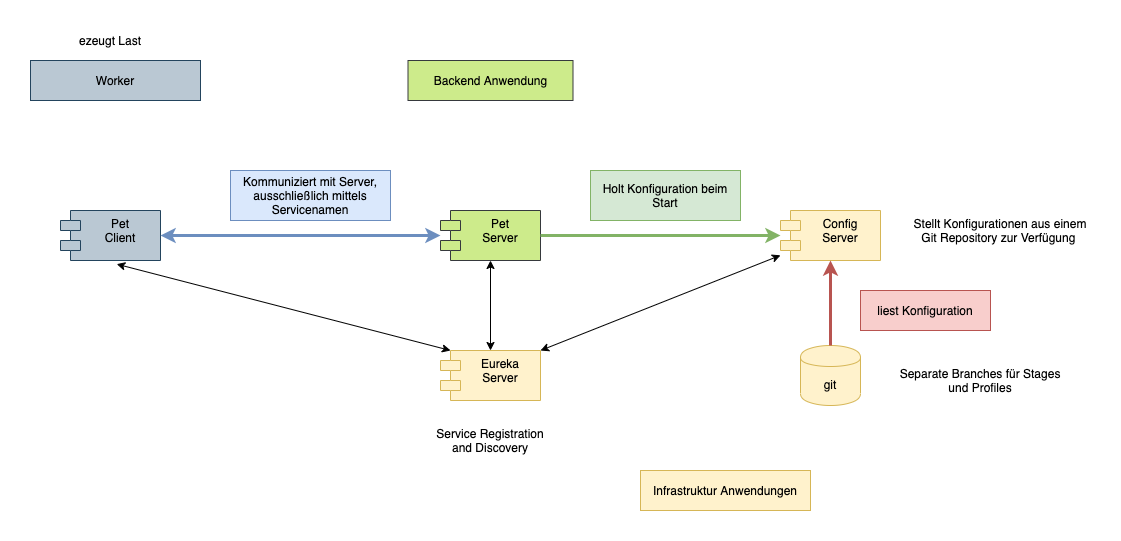 ezeugt Last
Worker
Backend Anwendung
Kommuniziert mit Server,
ausschließlich mittels
Servicenamen
Holt Konfiguration beim
Start
Pet
Client
Pet
Server
Config
Server
Stellt Konfigurationen aus einem
Git Repository zur Verfügung
liest Konfiguration
Eureka
Server
git
Separate Branches für Stages
und Profiles
Service Registration
and Discovery
Infrastruktur Anwendungen